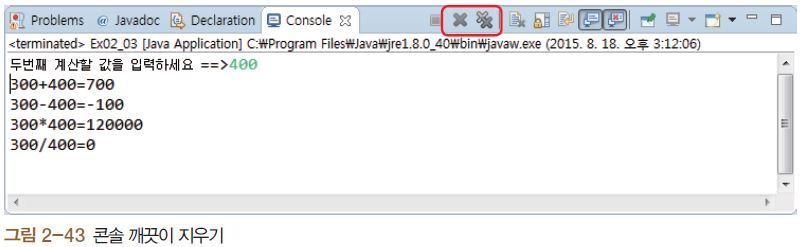 Problems @ Javadoc Declaration Console
<terminated> Ex02_03 [Java Application] C:₩Program Files₩Java₩jre1.8.0_40₩bin₩javaw.exe (2015. 8. 18. 오후 3:12:06)
두번째 계산할 값을 입력하세요 ==>400
300+400=700
300-400=-100
300*400=120000
300/400=0
그림 2-43 콘솔 깨끗이 지우기